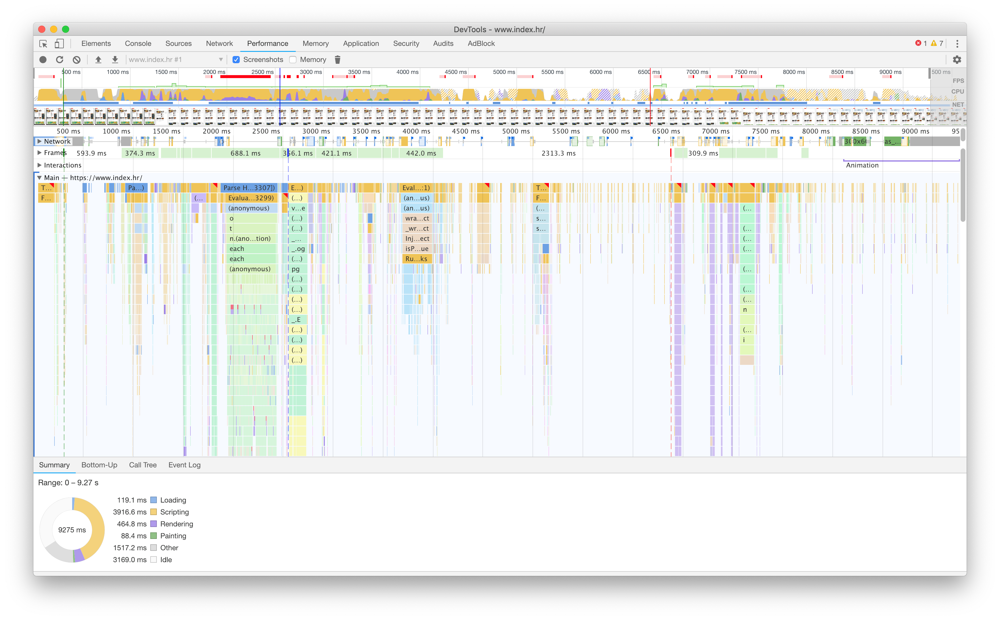 DevTools - www.index.hr/
Elements Console Sources Network Performance Memory Application Security Audits AdBlock 1 7
www.index.hr #1 Screenshots Memory
500 ms 1000 ms 1500 ms 2000 ms 2500 ms 3000 ms 3500 ms 4000 ms 4500 ms 5000 ms 5500 ms 6000 ms 6500 ms 7000 ms 7500 ms 8000 ms 8500 ms 9000 ms 500 ms
FPS
CPU
NET
500 ms 1000 ms 1500 ms 2000 ms 2500 ms 3000 ms 3500 ms 4000 ms 4500 ms 5000 ms 5500 ms 6000 ms 6500 ms 7000 ms 7500 ms 8000 ms 8500 ms 9000 ms 95
Network as_...
Frames 593.9 ms 374.3 ms 688.1 ms 356.1 ms 421.1 ms 442.0 ms 2313.3 ms 309.9 ms
Interactions Animation
Main — https://www.index.hr/
T... Pa...) Parse H...3307]) E...) Eval...:1) T...
F... (... Evalua...3299) (...) (an...us) F...
(anonymous) v...e (an...us) (... (...
o (...) wra...ct s...
t (...) _wr...ct s... (...
n.(ano...tion) _... Inj...ect (...
each _.og isP...ue (...
each (...) Ru...ks
(anonymous) pg (...
(...)
(...) (...
(...) (...
(...) n
_.E
(...) (...
(...) i
(...)
(...)
Summary Bottom-Up Call Tree Event Log
Range: 0 – 9.27 s
9275 ms
119.1 ms Loading
3916.6 ms Scripting
464.8 ms Rendering
88.4 ms Painting
1517.2 ms Other
3169.0 ms Idle